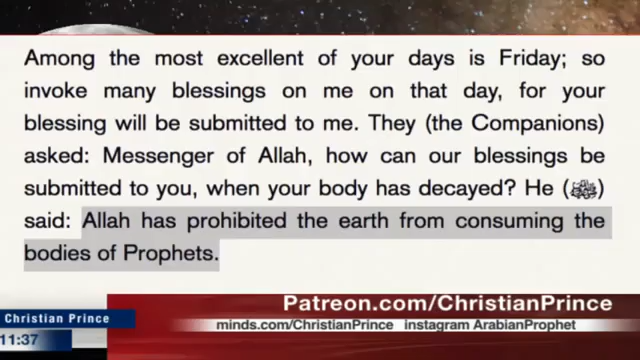 Among the most excellent of your days is Friday; so
invoke many blessings on me on that day, for your
blessing will be submitted to me. They (the Companions)
asked: Messenger of Allah, how can our blessings be
submitted to you, when your body has decayed? He (ﷺ)
said: Allah has prohibited the earth from consuming the
bodies of Prophets.
Patreon.com/ChristianPrince
Christian Prince
minds.com/ChristianPrince instagram ArabianProphet
11:37